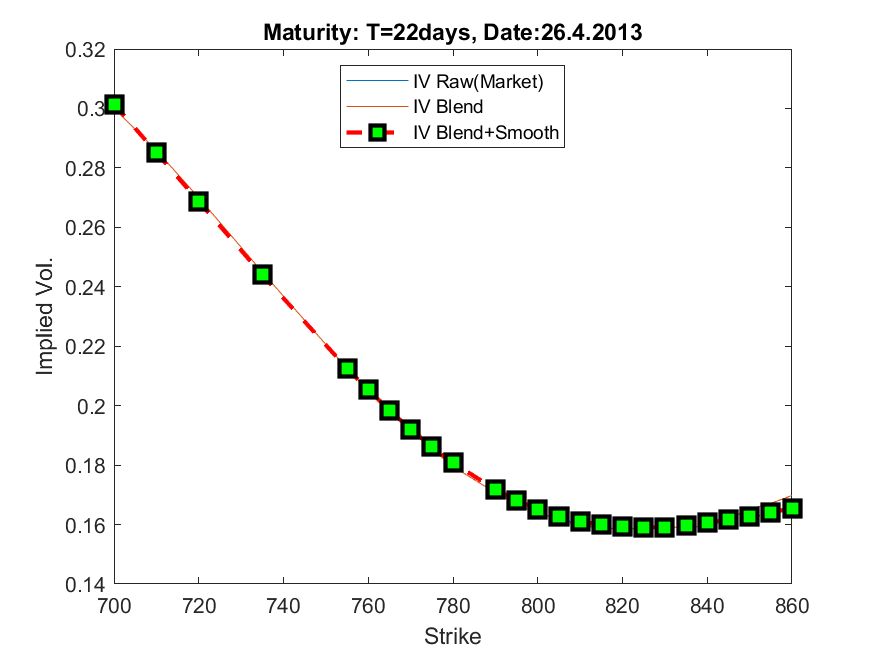 Maturity: T=22days, Date:26.4.2013
0.32
0.3
0.28
0.26
0.24
0.22
0.2
0.18
0.16
0.14
Implied Vol.
IV Raw(Market)
IV Blend
IV Blend+Smooth
700 720 740 760 780 800 820 840 860
Strike